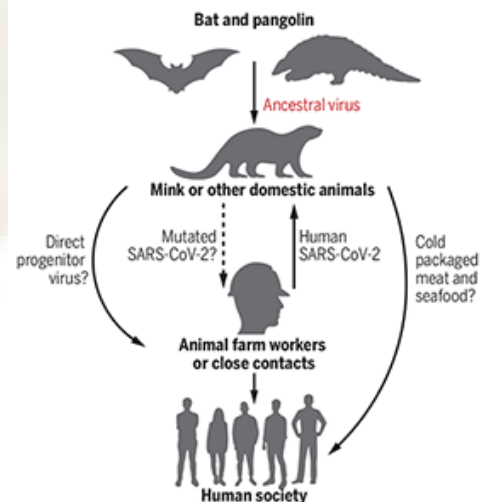 Bat and pangolin
Ancestral virus
Mink or other domestic animals
Direct
progenitor
virus?
Mutated
SARS-CoV-2?
Human
SARS-CoV-2
Cold
packaged
meat and
seafood?
Animal farm workers
or close contacts
Human society